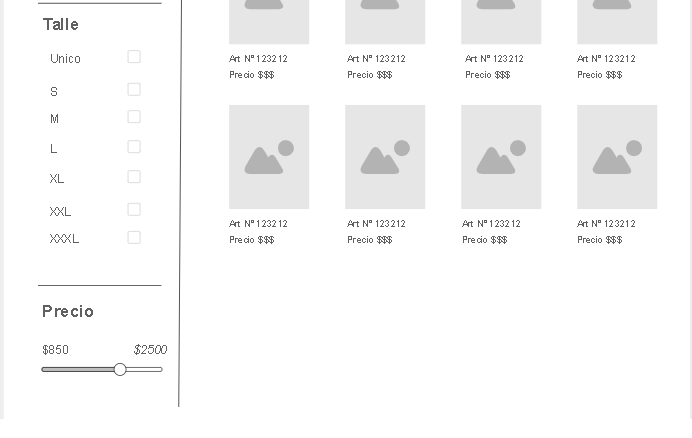 Talle
Unico
S
M
L
XL
XXL
XXXL
Precio
$850 $2500
Art Nº 123212 Art Nº 123212 Art Nº 123212 Art Nº 123212
Precio $$$ Precio $$$ Precio $$$ Precio $$$
Art Nº 123212 Art Nº 123212 Art Nº 123212 Art Nº 123212
Precio $$$ Precio $$$ Precio $$$ Precio $$$